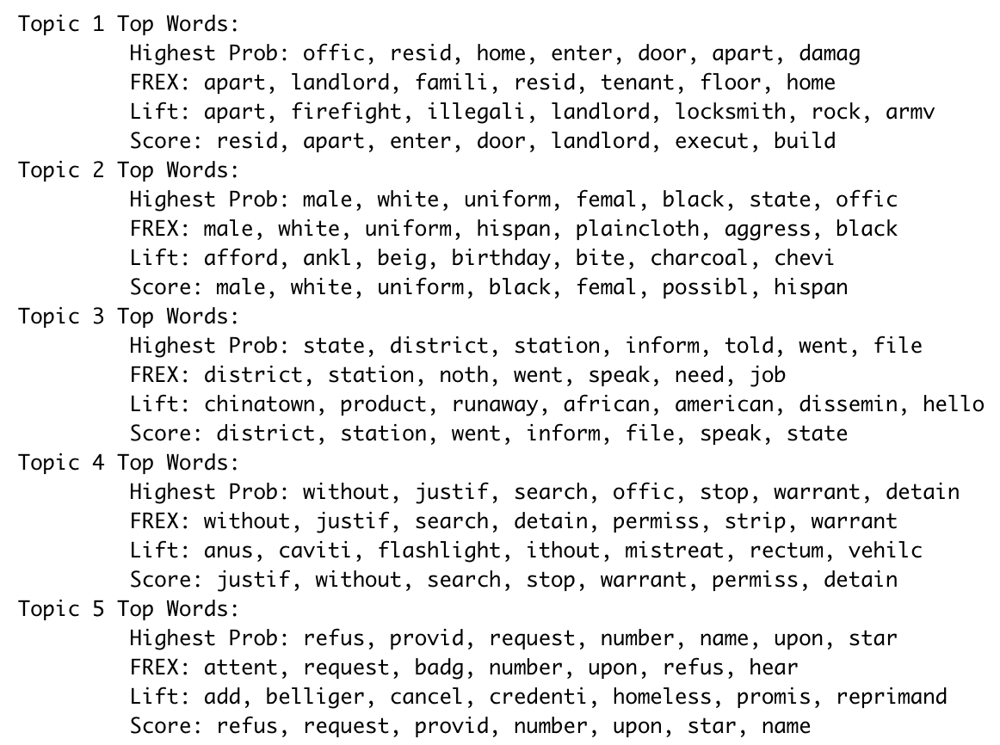 Topic 1 Top Words:
Highest Prob: offic, resid, home, enter, door, apart, damag
FREX: apart, landlord, famili, resid, tenant, floor, home
Lift: apart, firefight, illegali, landlord, locksmith, rock, armv
Score: resid, apart, enter, door, landlord, execut, build
Topic 2 Top Words:
Highest Prob: male, white, uniform, femal, black, state, offic
FREX: male, white, uniform, hispan, plaincloth, aggress, black
Lift: afford, ankl, beig, birthday, bite, charcoal, chevi
Score: male, white, uniform, black, femal, possibl, hispan
Topic 3 Top Words:
Highest Prob: state, district, station, inform, told, went, file
FREX: district, station, noth, went, speak, need, job
Lift: chinatown, product, runaway, african, american, dissemin, hello
Score: district, station, went, inform, file, speak, state
Topic 4 Top Words:
Highest Prob: without, justif, search, offic, stop, warrant, detain
FREX: without, justif, search, detain, permiss, strip, warrant
Lift: anus, caviti, flashlight, ithout, mistreat, rectum, vehilc
Score: justif, without, search, stop, warrant, permiss, detain
Topic 5 Top Words:
Highest Prob: refus, provid, request, number, name, upon, star
FREX: attent, request, badg, number, upon, refus, hear
Lift: add, belliger, cancel, credenti, homeless, promis, reprimand
Score: refus, request, provid, number, upon, star, name